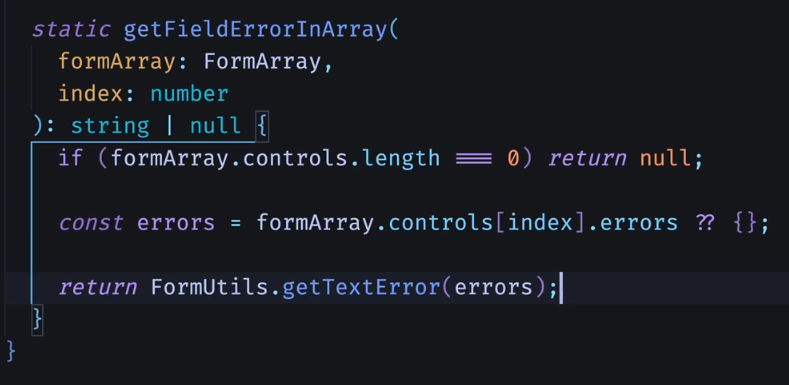 static getFieldErrorInArray(
formArray: FormArray,
index: number
): string | null {
if (formArray.controls.length === 0) return null;
const errors = formArray.controls[index].errors ?? {};
return FormUtils.getTextError(errors);
}
}